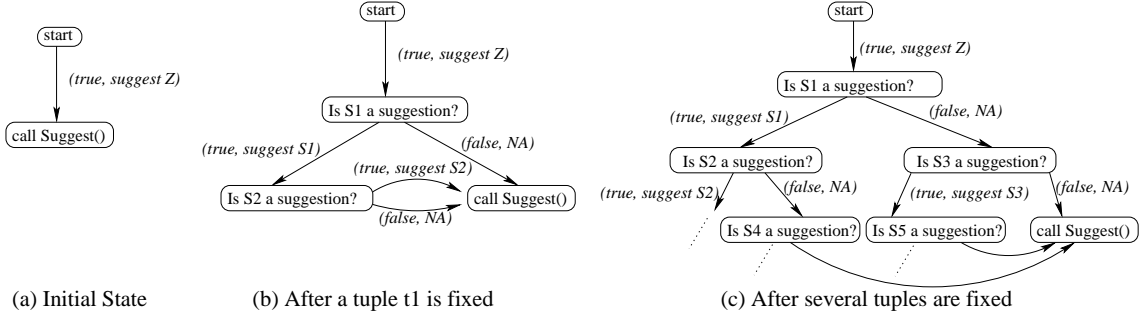 start
(true, suggest Z)
call Suggest()
(a) Initial State
start
(true, suggest Z)
Is S1 a suggestion?
(true, suggest S1)
(false, NA)
(true, suggest S2)
Is S2 a suggestion?
call Suggest()
(false, NA)
(b) After a tuple t1 is fixed
start
(true, suggest Z)
Is S1 a suggestion?
(true, suggest S1)
(false, NA)
Is S2 a suggestion?
Is S3 a suggestion?
(true, suggest S2)
(false, NA)
(true, suggest S3)
(false, NA)
Is S4 a suggestion?
Is S5 a suggestion?
call Suggest()
(c) After several tuples are fixed